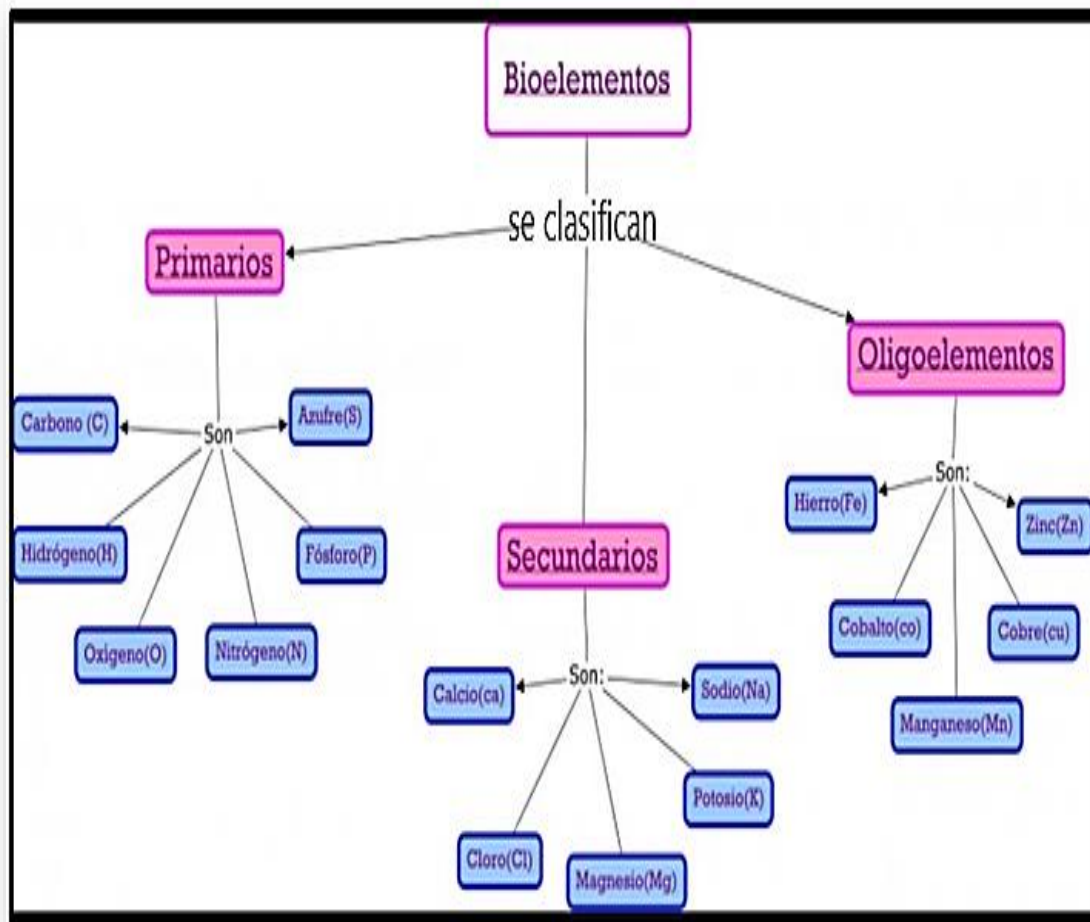 Bioelementos
se clasifican
Primarios
Oligoelementos
Secundarios
Son
Carbono (C)
Azufre(S)
Hidrógeno(H)
Fósforo(P)
Oxigeno(O)
Nitrógeno(N)
Son:
Calcio(ca)
Sodio(Na)
Potosio(K)
Cloro(Cl)
Magnesio(Mg)
Son:
Hierro(Fe)
Zinc(Zn)
Cobalto(co)
Cobre(cu)
Manganeso(Mn)